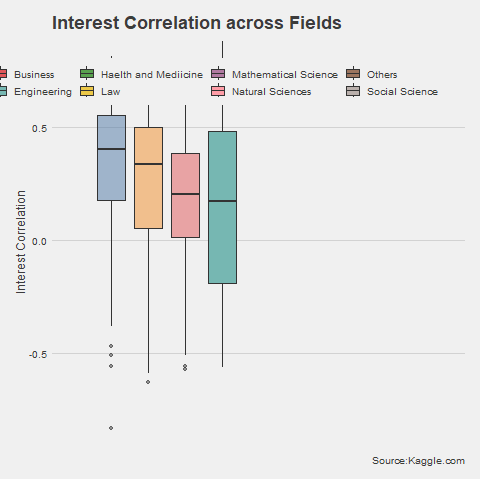 Interest Correlation across Fields
Business Haelth and Mediicine Mathematical Science Others
Engineering Law Natural Sciences Social Science
0.5
0.0
-0.5
Interest Correlation
Source:Kaggle.com